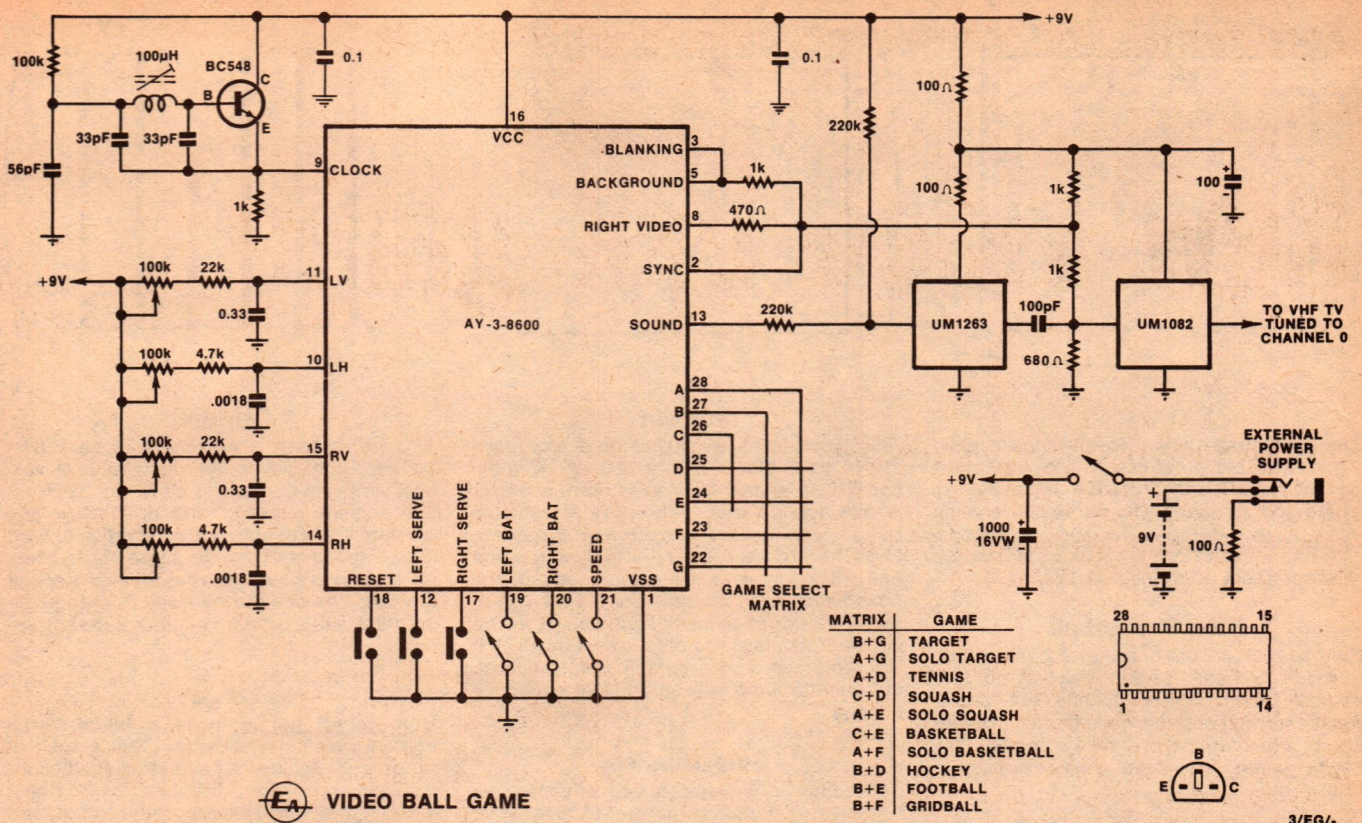 +9V
100k
100µH
BC548
C
B
E
0.1
0.1
100Ω
33pF
33pF
56pF
1k
16
VCC
220k
9 CLOCK
BLANKING 3
BACKGROUND 5
1k
RIGHT VIDEO 8
470Ω
SYNC 2
100Ω
1k
100
+
-
+9V
100k 22k 11 LV
0.33
AY-3-8600
SOUND 13
220k
1k
UM1263
100pF
680Ω
UM1082
TO VHF TV
TUNED TO
CHANNEL 0
100k 4.7k 10 LH
.0018
A 28
B 27
C 26
D 25
E 24
F 23
G 22
100k 22k 15 RV
0.33
100k 4.7k 14 RH
.0018
RESET
LEFT SERVE
RIGHT SERVE
LEFT BAT
RIGHT BAT
SPEED
VSS
18 12 17 19 20 21 1
GAME SELECT
MATRIX
EXTERNAL
POWER
SUPPLY
+9V
+
1000
16VW
-
+
9V
-
100Ω
MATRIX GAME
B+G TARGET
A+G SOLO TARGET
A+D TENNIS
C+D SQUASH
A+E SOLO SQUASH
C+E BASKETBALL
A+F SOLO BASKETBALL
B+D HOCKEY
B+E FOOTBALL
B+F GRIDBALL
28 15
1 14
B
E C
EA VIDEO BALL GAME
3/EG/-